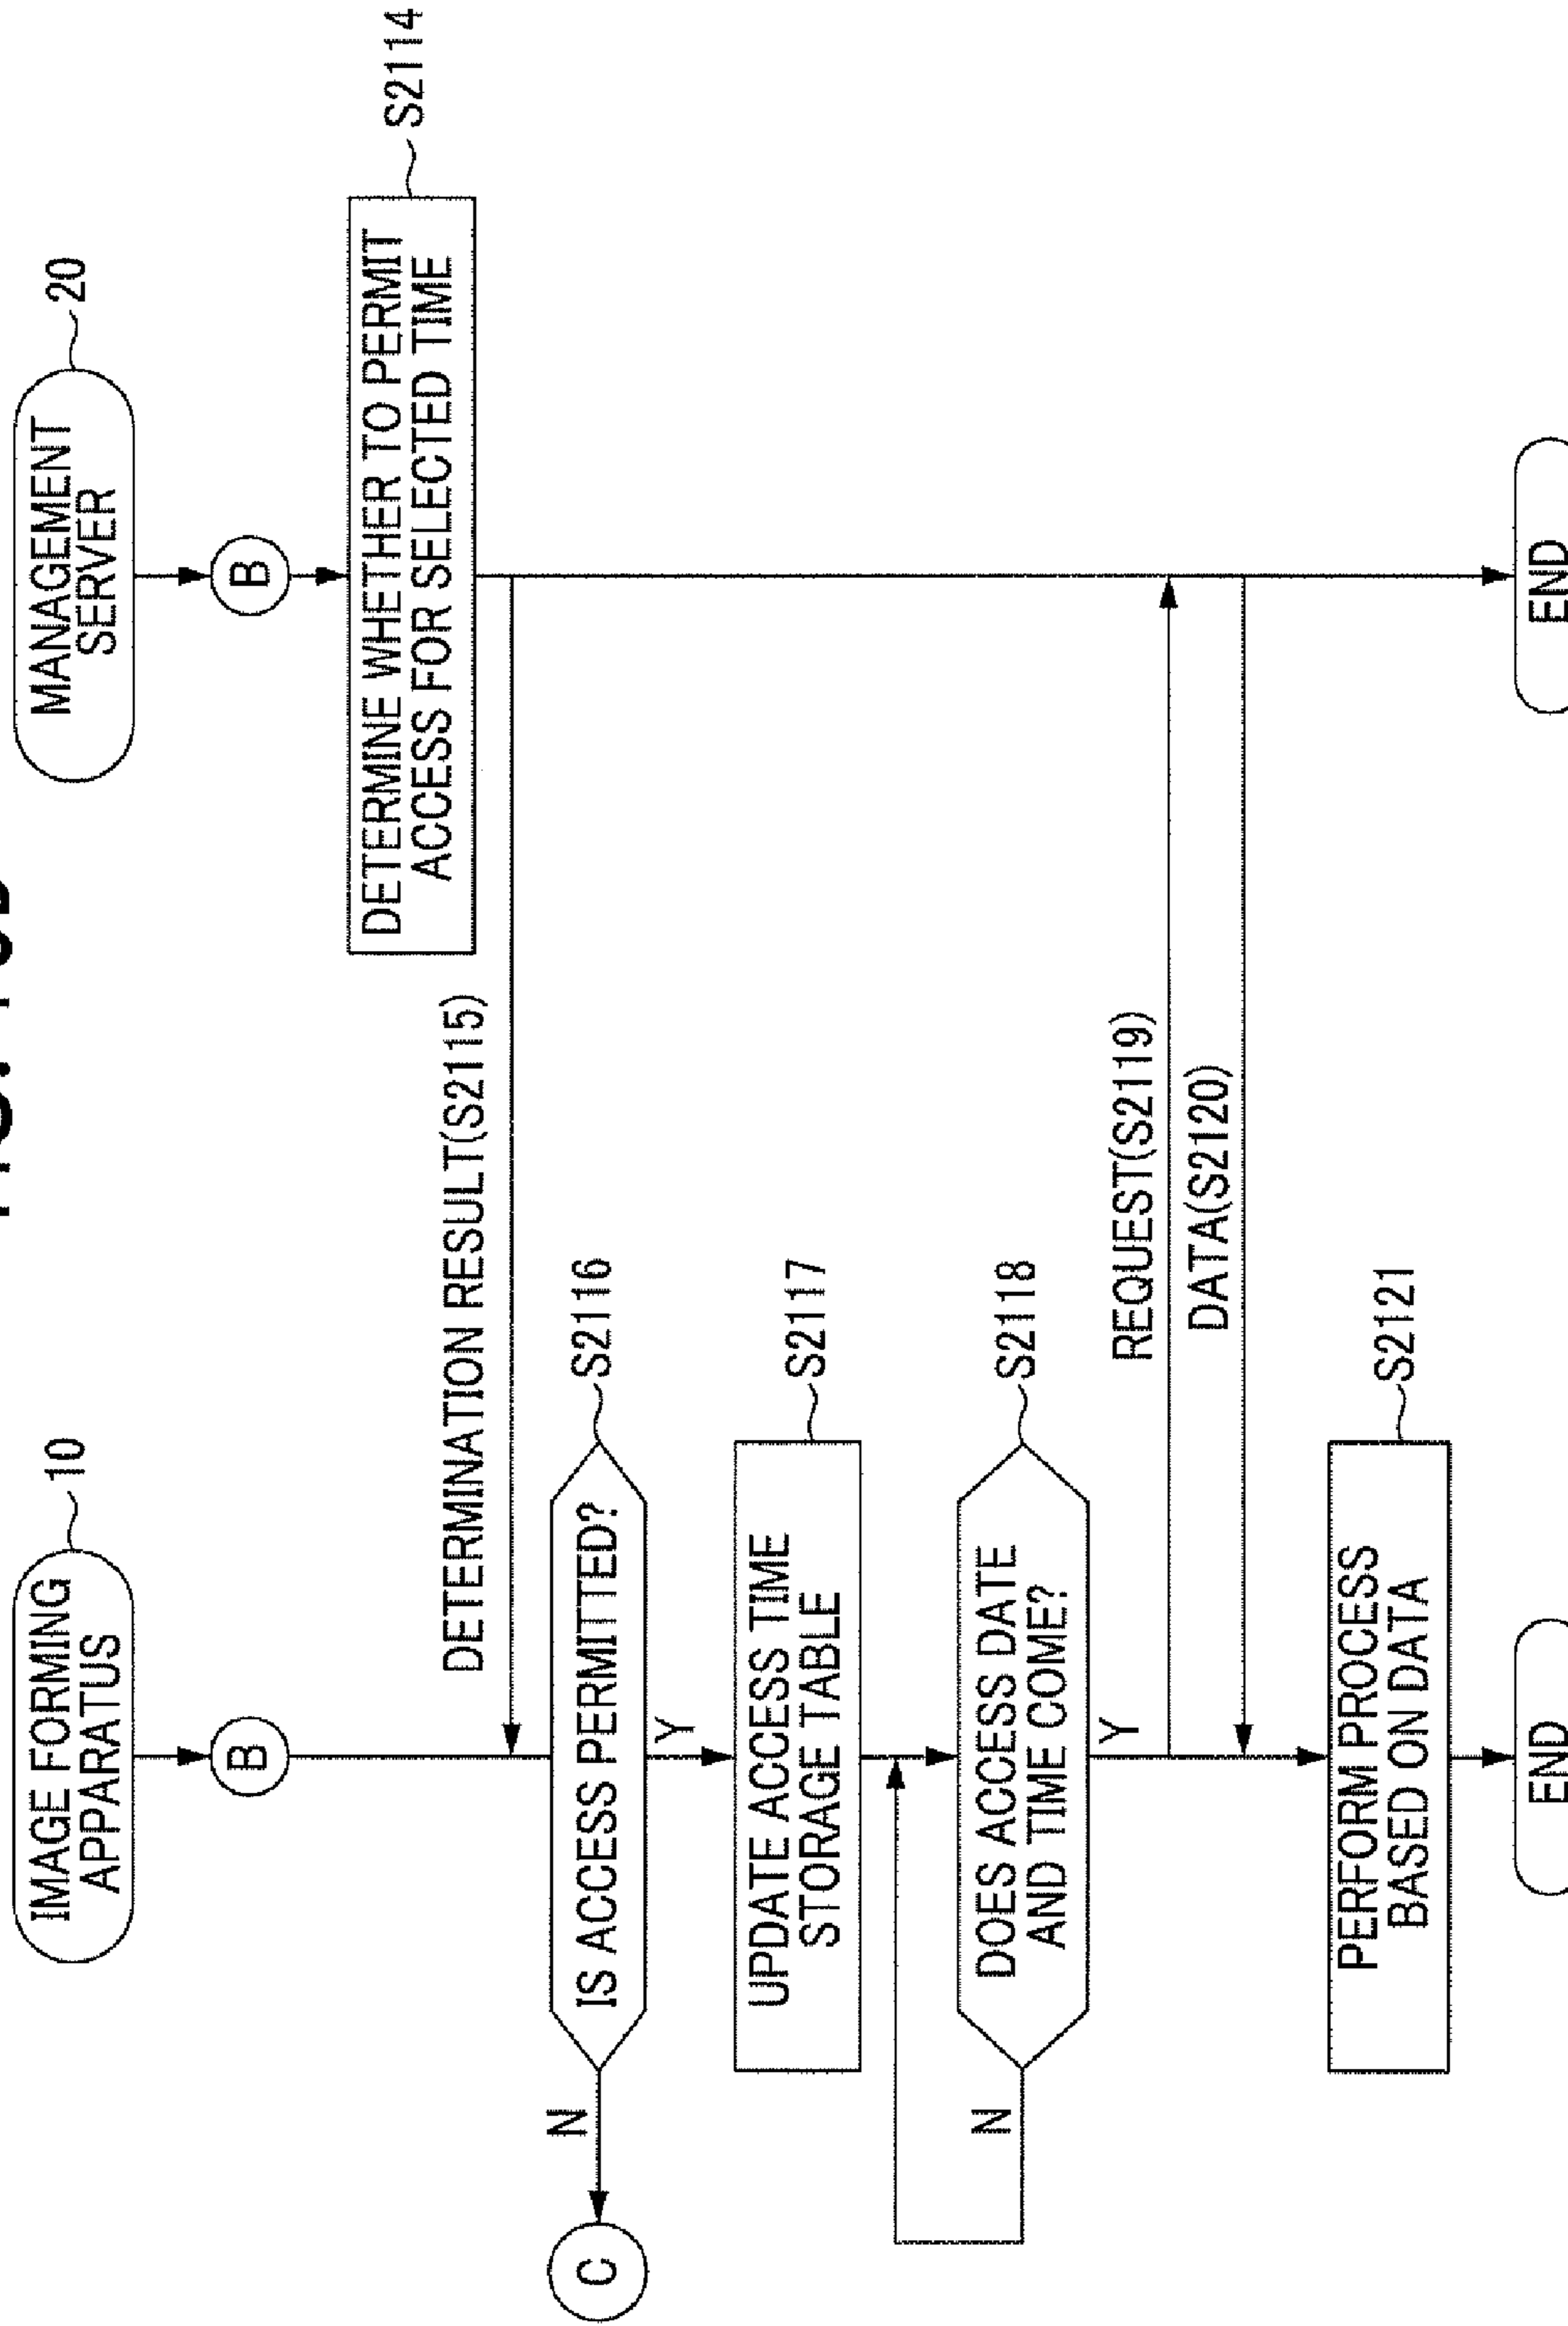 IMAGE FORMING
APPARATUS
10
MANAGEMENT
SERVER
20
B
B
DETERMINE WHETHER TO PERMIT
ACCESS FOR SELECTED TIME
S2114
DETERMINATION RESULT(S2115)
IS ACCESS PERMITTED?
S2116
N
C
Y
UPDATE ACCESS TIME
STORAGE TABLE
S2117
DOES ACCESS DATE
AND TIME COME?
S2118
N
Y
REQUEST(S2119)
DATA(S2120)
PERFORM PROCESS
BASED ON DATA
S2121
END
END